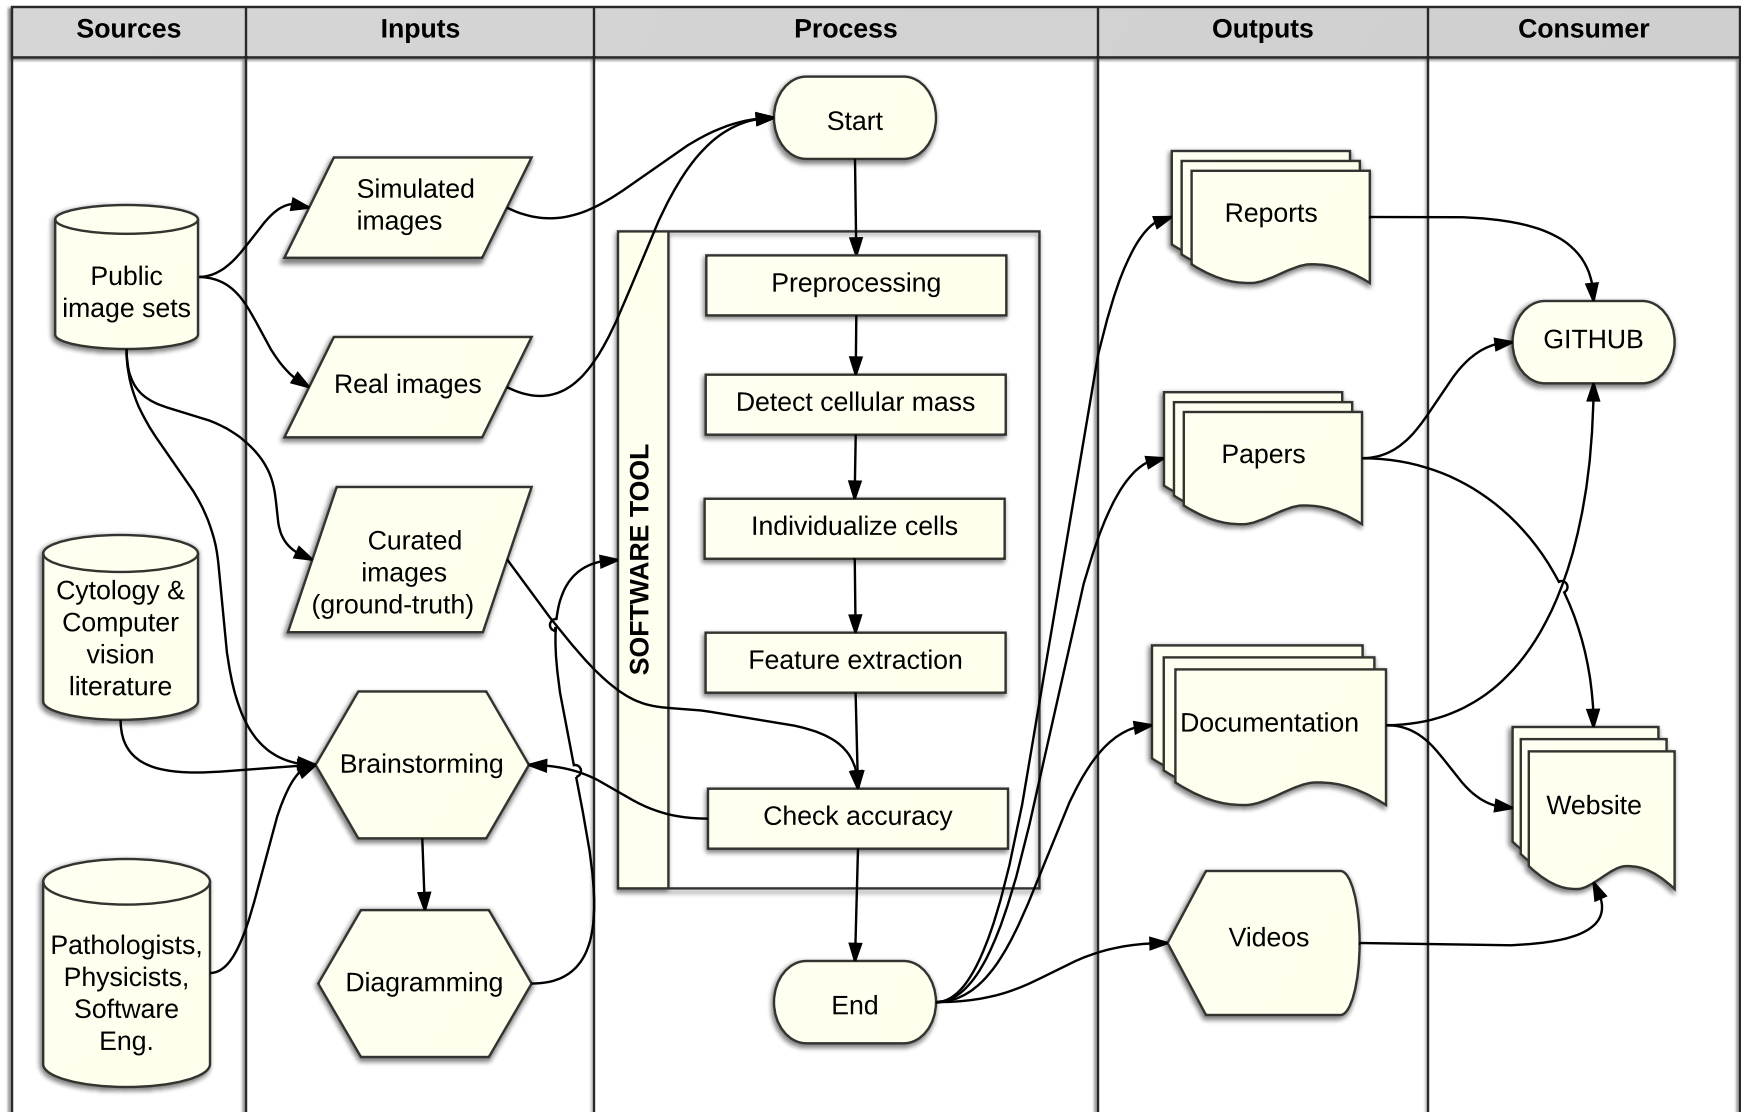 Sources
Inputs
Process
Outputs
Consumer
Public
image sets
Cytology &
Computer
vision
literature
Pathologists,
Physicists,
Software
Eng.
Simulated
images
Real images
Curated
images
(ground-truth)
Brainstorming
Diagramming
Start
SOFTWARE TOOL
Preprocessing
Detect cellular mass
Individualize cells
Feature extraction
Check accuracy
End
Reports
Papers
Documentation
Videos
GITHUB
Website